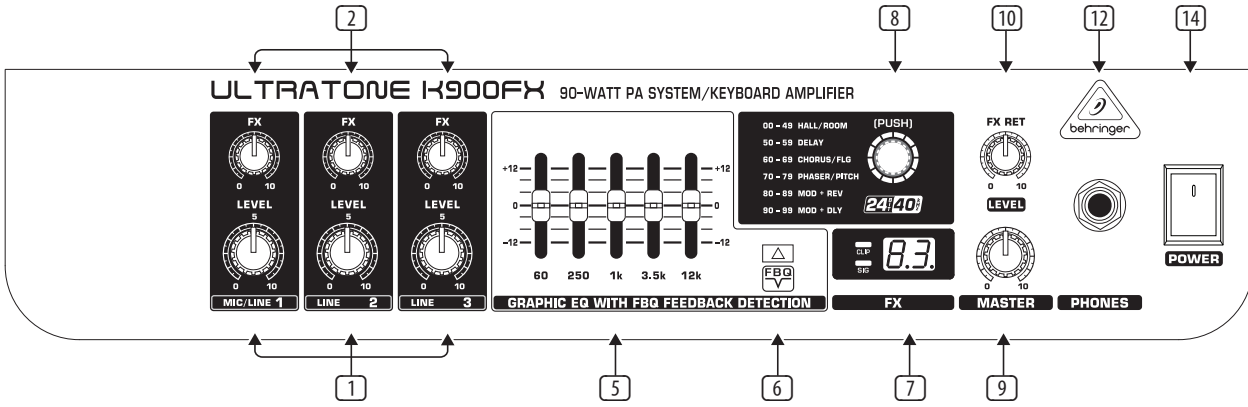 2 8 10 12 14
ULTRATONE K900FX 90-WATT PA SYSTEM/KEYBOARD AMPLIFIER
FX
0 10
LEVEL
5
0 10
MIC/LINE 1
FX
0 10
LEVEL
5
0 10
LINE 2
FX
0 10
LEVEL
5
0 10
LINE 3
+12 +12
0 0
-12 -12
60 250 1k 3.5k 12k
FBQ
GRAPHIC EQ WITH FBQ FEEDBACK DETECTION
00 - 49 HALL/ROOM
50 - 59 DELAY
60 - 69 CHORUS/FLG
70 - 79 PHASER/PITCH
80 - 89 MOD + REV
90 - 99 MOD + DLY
(PUSH)
24 BIT 40 KHZ
CLIP
SIG
8.3.
FX
FX RET
0 10
LEVEL
0 10
MASTER
behringer
PHONES
POWER
1 5 6 7 9